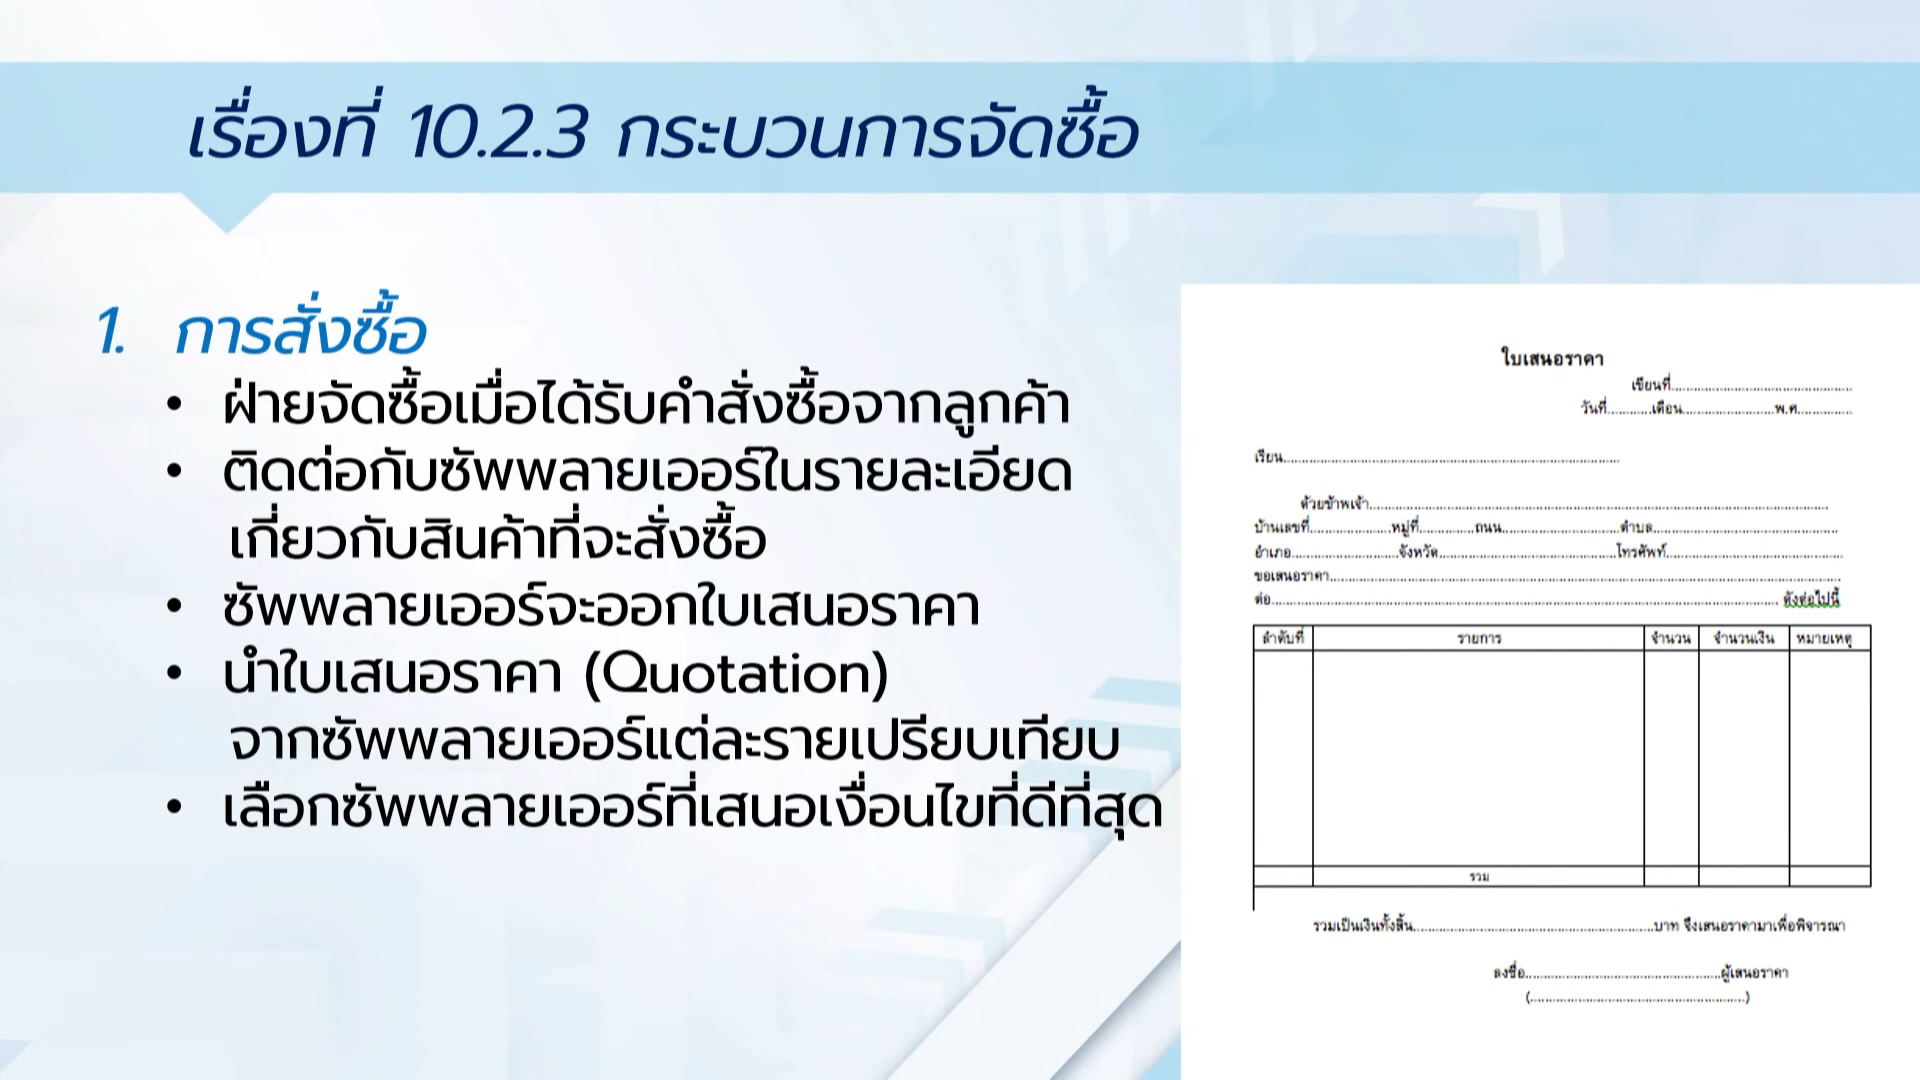 เรื่องที่ 10.2.3 กระบวนการจัดซื้อ
1. การสั่งซื้อ
• ฝ่ายจัดซื้อเมื่อได้รับคำสั่งซื้อจากลูกค้า
• ติดต่อกับซัพพลายเออร์ในรายละเอียด
เกี่ยวกับสินค้าที่จะสั่งซื้อ
• ซัพพลายเออร์จะออกใบเสนอราคา
• นำใบเสนอราคา (Quotation)
จากซัพพลายเออร์แต่ละรายเปรียบเทียบ
• เลือกซัพพลายเออร์ที่เสนอเงื่อนไขที่ดีที่สุด
ใบเสนอราคา
เขียนที่..........................................
วันที่............เดือน........................พ.ศ...............
เรียน..........................................................................................
ด้วยข้าพเจ้า..................................................................................................................
บ้านเลขที่.....................หมู่ที่..............ถนน..............................ตำบล..............................................
อำเภอ...........................จังหวัด............................................โทรศัพท์............................................
ขอเสนอราคา................................................................................................................................
ต่อ.............................................................................................................................. ดังต่อไปนี้
ลำดับที่ รายการ จำนวน จำนวนเงิน หมายเหตุ
รวม
รวมเป็นเงินทั้งสิ้น............................................................บาท จึงเสนอราคามาเพื่อพิจารณา
ลงชื่อ.................................................ผู้เสนอราคา
(......................................................)